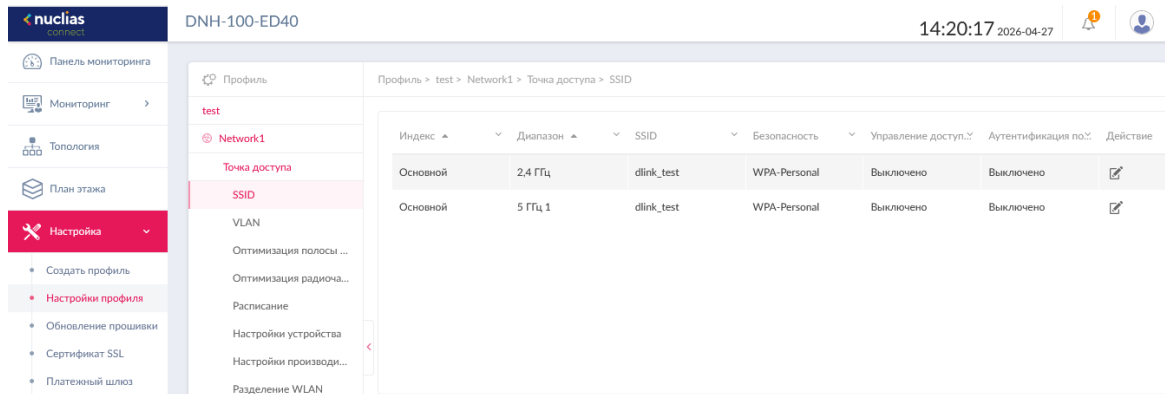 nuclias
connect
DNH-100-ED40
14:20:17 2026-04-27
1
Панель мониторинга
Мониторинг
Топология
План этажа
Настройка
Создать профиль
Настройки профиля
Обновление прошивки
Сертификат SSL
Платежный шлюз
Профиль
test
Network1
Точка доступа
SSID
VLAN
Оптимизация полосы ...
Оптимизация радиоча...
Расписание
Настройки устройства
Настройки производи...
Разделение WLAN
Профиль > test > Network1 > Точка доступа > SSID
Индекс Диапазон SSID Безопасность Управление доступ... Аутентификация по... Действие
Основной 2,4 ГГц dlink_test WPA-Personal Выключено Выключено
Основной 5 ГГц 1 dlink_test WPA-Personal Выключено Выключено